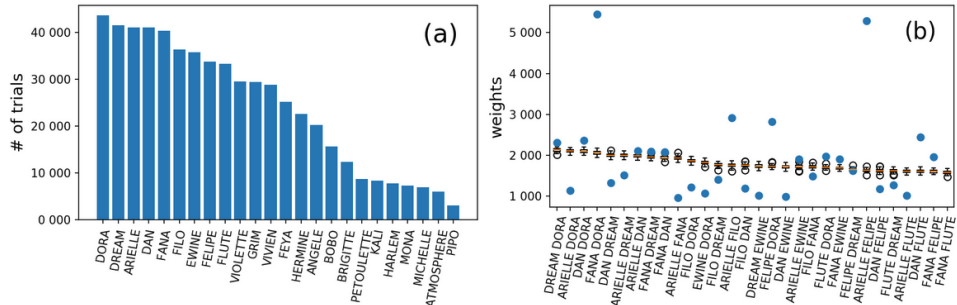 (a)
# of trials
40 000
30 000
20 000
10 000
0 000
DORA
DREAM
ARIELLE
DAN
FANA
FILO
EWINE
FELIPE
FLUTE
VIOLETTE
GRIM
VIVIEN
FEYA
HERMINE
ANGELE
BOBO
BRIGITTE
PETOULETTE
KALI
HARLEM
MONA
MICHELLE
ATMOSPHERE
PIPO
(b)
weights
5 000
4 000
3 000
2 000
1 000
DREAM DORA
ARIELLE DORA
DAN DORA
FANA DORA
DAN DREAM
ARIELLE DREAM
ARIELLE DAN
FANA DREAM
FANA DAN
ARIELLE FANA
FILO DORA
EWINE DORA
FILO DREAM
ARIELLE FILO
FILO DAN
DREAM EWINE
FELIPE DORA
DAN EWINE
ARIELLE EWINE
FILO FANA
FLUTE DORA
FANA EWINE
FELIPE DREAM
ARIELLE FELIPE
DAN FELIPE
FLUTE DREAM
ARIELLE FLUTE
DAN FLUTE
FANA FELIPE
FANA FLUTE